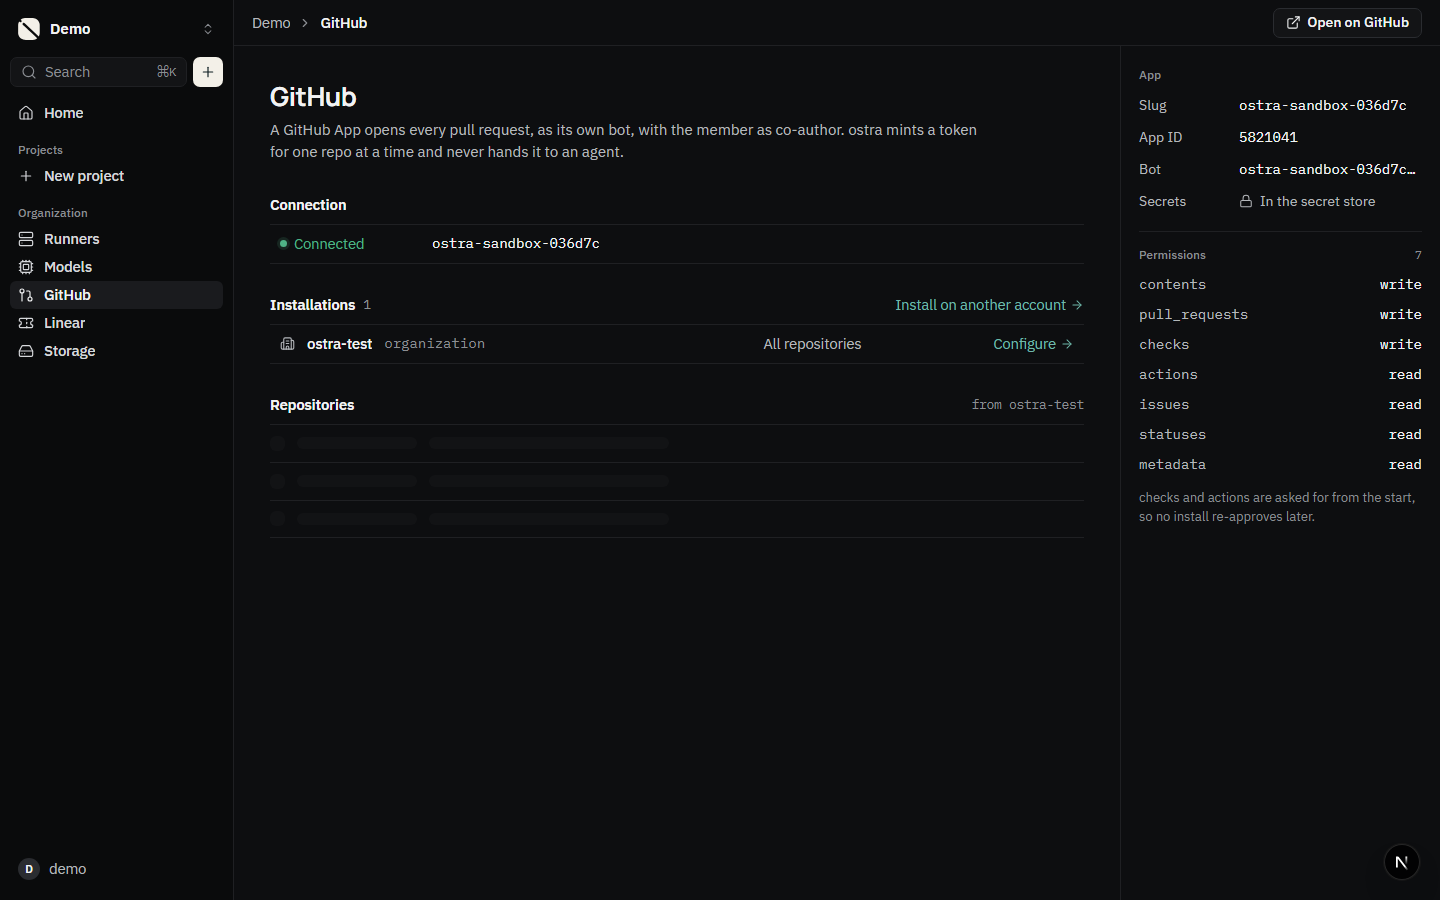 Demo
Search ⌘K
Home
Projects
New project
Organization
Runners
Models
GitHub
Linear
Storage
D demo
Demo > GitHub
Open on GitHub
GitHub
A GitHub App opens every pull request, as its own bot, with the member as co-author. ostra mints a token
for one repo at a time and never hands it to an agent.
Connection
Connected ostra-sandbox-036d7c
Installations 1 Install on another account →
ostra-test organization All repositories Configure →
Repositories from ostra-test
App
Slug ostra-sandbox-036d7c
App ID 5821041
Bot ostra-sandbox-036d7c…
Secrets In the secret store
Permissions 7
contents write
pull_requests write
checks write
actions read
issues read
statuses read
metadata read
checks and actions are asked for from the start,
so no install re-approves later.
N